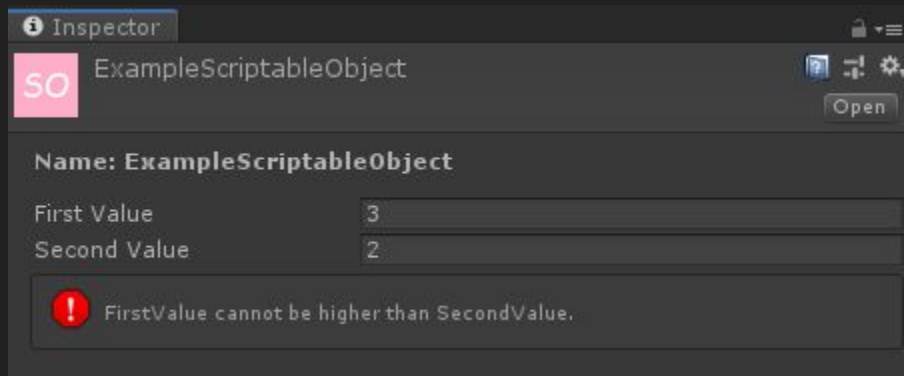 Inspector
SO ExampleScriptableObject
Open
Name: ExampleScriptableObject
First Value 3
Second Value 2
FirstValue cannot be higher than SecondValue.